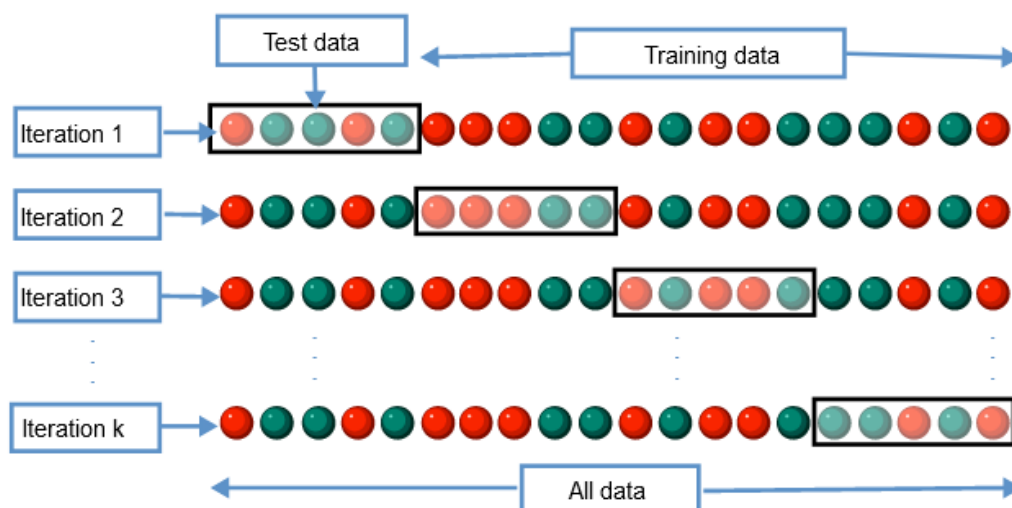 Test data
Training data
Iteration 1
Iteration 2
Iteration 3
Iteration k
All data